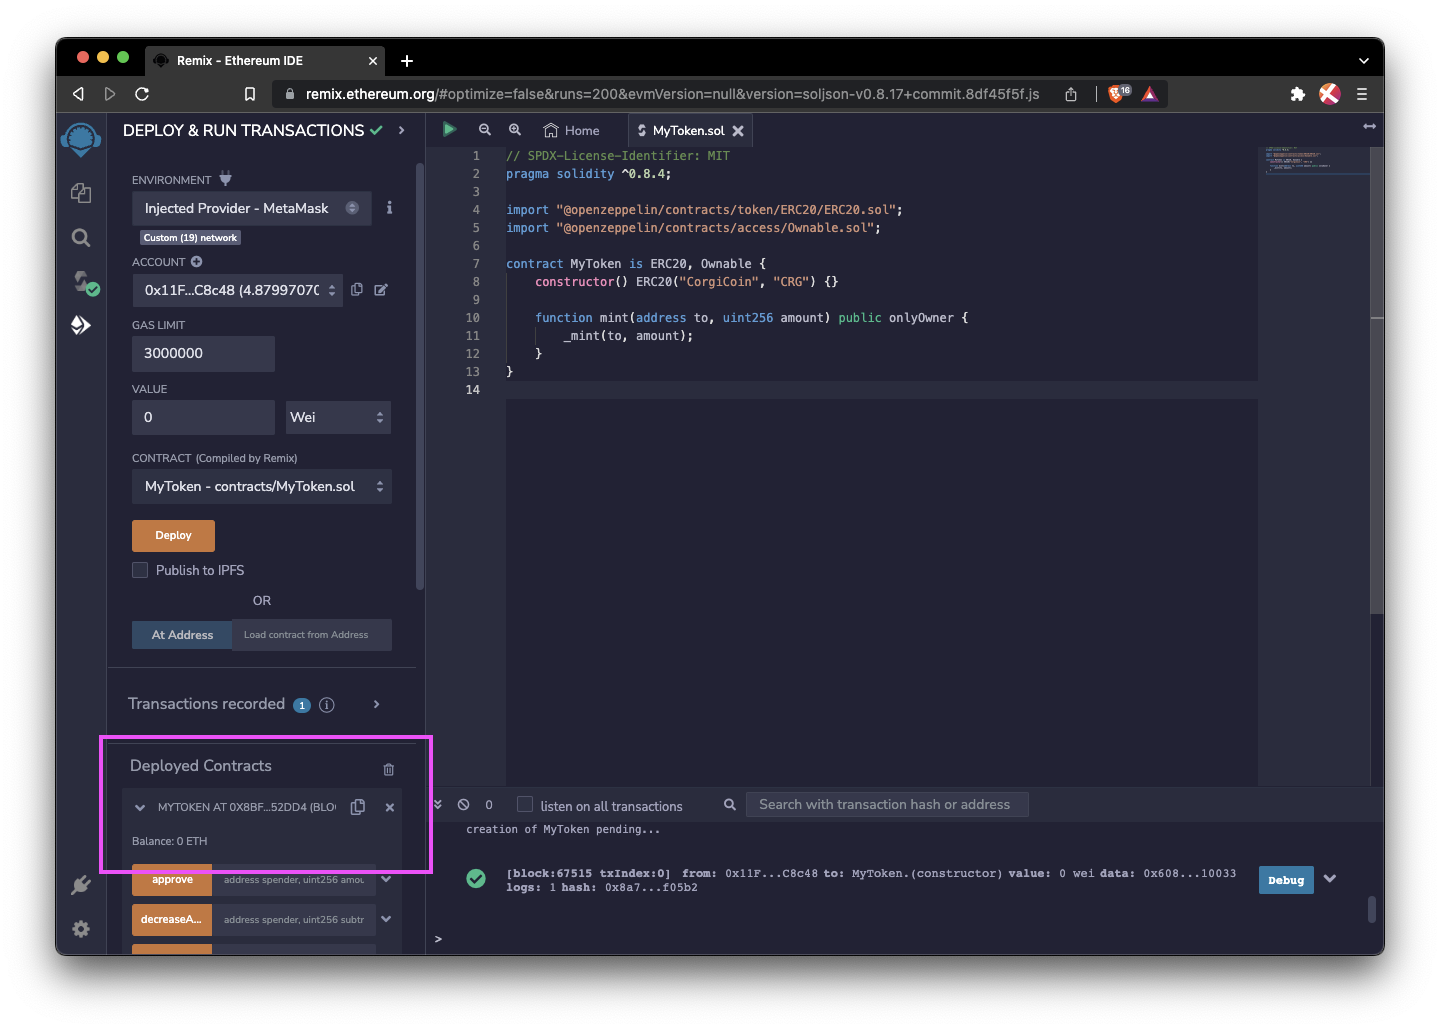 Remix - Ethereum IDE
remix.ethereum.org/#optimize=false&runs=200&evmVersion=null&version=soljson-v0.8.17+commit.8df45f5f.js
16
DEPLOY & RUN TRANSACTIONS
ENVIRONMENT
Injected Provider - MetaMask
Custom (19) network
ACCOUNT
0x11F...C8c48 (4.87997070
GAS LIMIT
3000000
VALUE
0
Wei
CONTRACT (Compiled by Remix)
MyToken - contracts/MyToken.sol
Deploy
Publish to IPFS
OR
At Address
Load contract from Address
Transactions recorded 1 i
Deployed Contracts
MYTOKEN AT 0X8BF...52DD4 (BLO
Balance: 0 ETH
approve
address spender, uint256 amou
decreaseA...
address spender, uint256 subtr
Home
MyToken.sol
1 // SPDX-License-Identifier: MIT
2 pragma solidity ^0.8.4;
3
4 import "@openzeppelin/contracts/token/ERC20/ERC20.sol";
5 import "@openzeppelin/contracts/access/Ownable.sol";
6
7 contract MyToken is ERC20, Ownable {
8 constructor() ERC20("CorgiCoin", "CRG") {}
9
10 function mint(address to, uint256 amount) public onlyOwner {
11 _mint(to, amount);
12 }
13 }
14
0
listen on all transactions
Search with transaction hash or address
creation of MyToken pending...
[block:67515 txIndex:0] from: 0x11F...C8c48 to: MyToken.(constructor) value: 0 wei data: 0x608...10033
logs: 1 hash: 0x8a7...f05b2
Debug
>